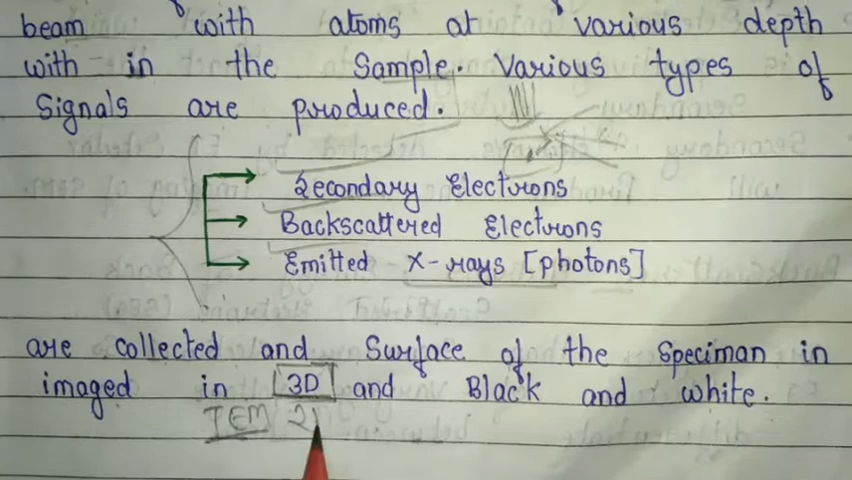 beam with atoms at various depth
with in the Sample. Various types of
Signals are produced.
Secondary Electrons
Backscattered Electrons
Emitted X-rays [photons]
are collected and Surface of the Speciman in
imaged in 3D and Black and white.
TEM